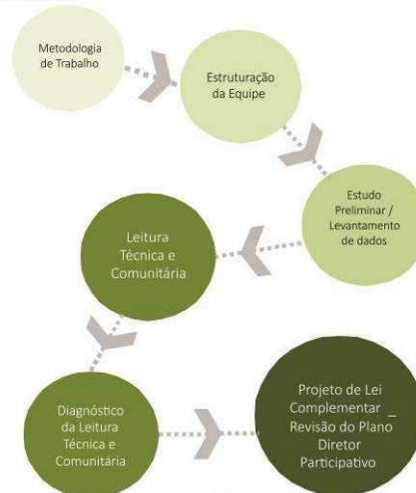 Metodologia
de Trabalho
Estruturação
da Equipe
Estudo
Preliminar /
Levantamento
de dados
Leitura
Técnica e
Comunitária
Diagnóstico
da Leitura
Técnica e
Comunitária
Projeto de Lei
Complementar _
Revisão do Plano
Diretor
Participativo